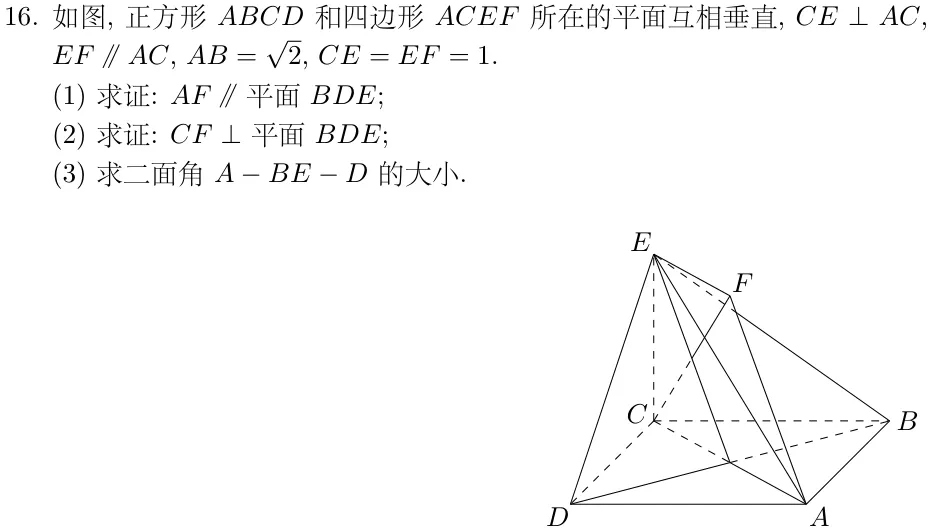 16. 如图, 正方形 ABCD 和四边形 ACEF 所在的平面互相垂直, CE ⊥ AC,
EF ∥ AC, AB = √2, CE = EF = 1.
(1) 求证: AF ∥ 平面 BDE;
(2) 求证: CF ⊥ 平面 BDE;
(3) 求二面角 A − BE − D 的大小.
E
F
C
B
D
A